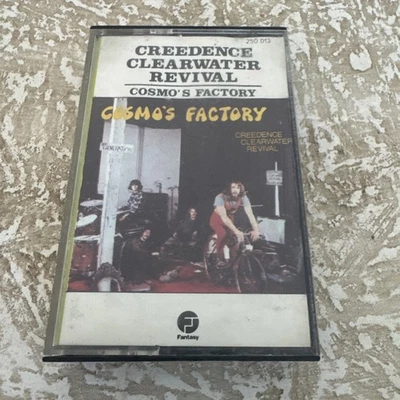 250 013
CREEDENCE
CLEARWATER
REVIVAL
COSMO'S FACTORY
COSMO'S FACTORY
CREEDENCE
CLEARWATER
REVIVAL
Fantasy